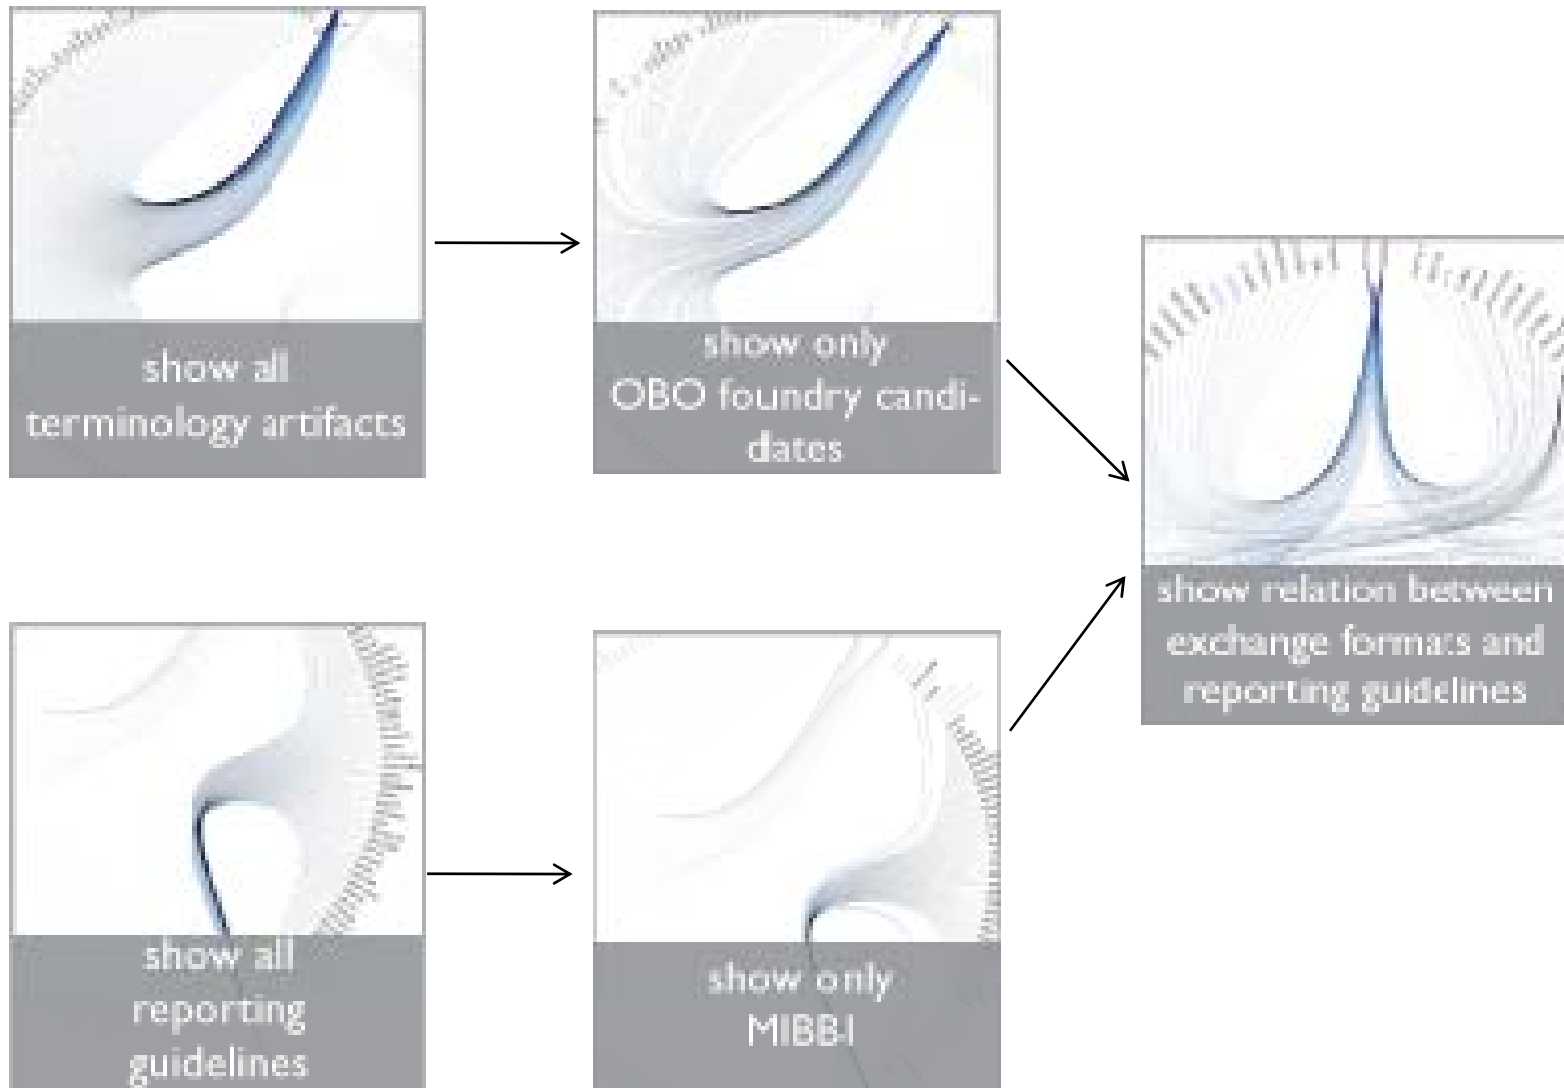 show all
terminology artifacts
show only
OBO foundry candi-
dates
show relation between
exchange formats and
reporting guidelines
show all
reporting
guidelines
show only
MIBB-I